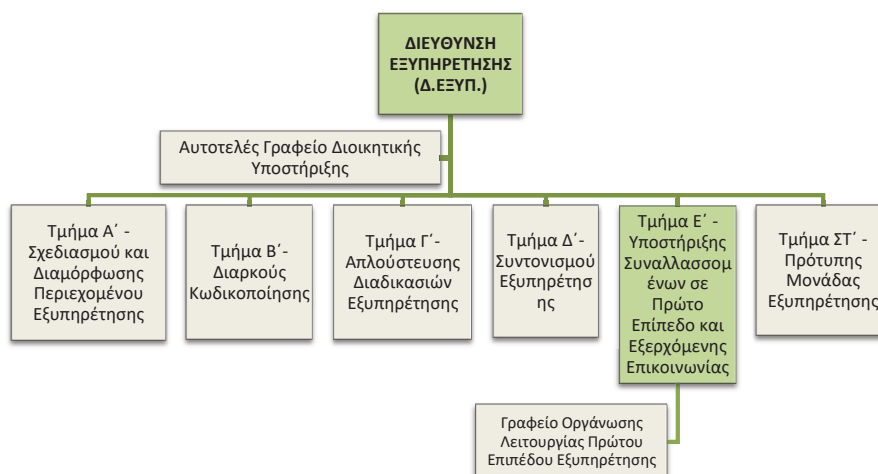 ΔΙΕΥΘΥΝΣΗ
ΕΞΥΠΗΡΕΤΗΣΗΣ
(Δ.ΕΞΥΠ.)
Αυτοτελές Γραφείο Διοικητικής
Υποστήριξης
Τμήμα Α΄ -
Σχεδιασμού και
Διαμόρφωσης
Περιεχομένου
Εξυπηρέτησης
Τμήμα Β΄-
Διαρκούς
Κωδικοποίησης
Τμήμα Γ΄-
Απλούστευσης
Διαδικασιών
Εξυπηρέτησης
Τμήμα Δ΄-
Συντονισμού
Εξυπηρέτησ
ης
Τμήμα Ε΄ -
Υποστήριξης
Συναλλασσομ
ένων σε
Πρώτο
Επίπεδο και
Εξερχόμενης
Επικοινωνίας
Τμήμα ΣΤ΄ -
Πρότυπης
Μονάδας
Εξυπηρέτησης
Γραφείο Οργάνωσης
Λειτουργίας Πρώτου
Επιπέδου Εξυπηρέτησης